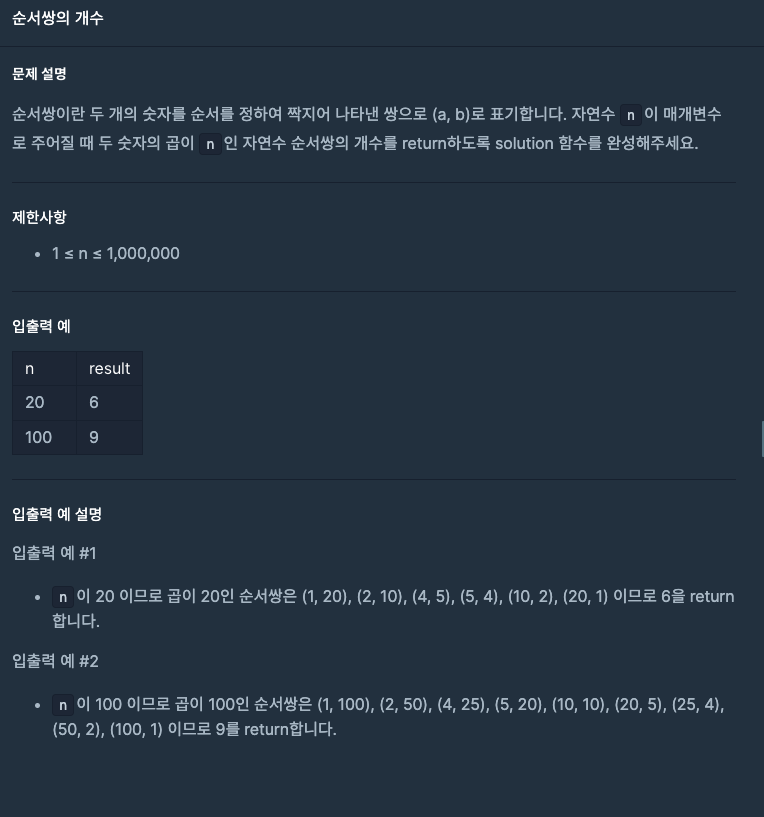 순서쌍의 개수
문제 설명
순서쌍이란 두 개의 숫자를 순서를 정하여 짝지어 나타낸 쌍으로 (a, b)로 표기합니다. 자연수 n 이 매개변수
로 주어질 때 두 숫자의 곱이 n 인 자연수 순서쌍의 개수를 return하도록 solution 함수를 완성해주세요.
제한사항
• 1 ≤ n ≤ 1,000,000
입출력 예
n result
20 6
100 9
입출력 예 설명
입출력 예 #1
• n 이 20 이므로 곱이 20인 순서쌍은 (1, 20), (2, 10), (4, 5), (5, 4), (10, 2), (20, 1) 이므로 6을 return
합니다.
입출력 예 #2
• n 이 100 이므로 곱이 100인 순서쌍은 (1, 100), (2, 50), (4, 25), (5, 20), (10, 10), (20, 5), (25, 4),
(50, 2), (100, 1) 이므로 9를 return합니다.